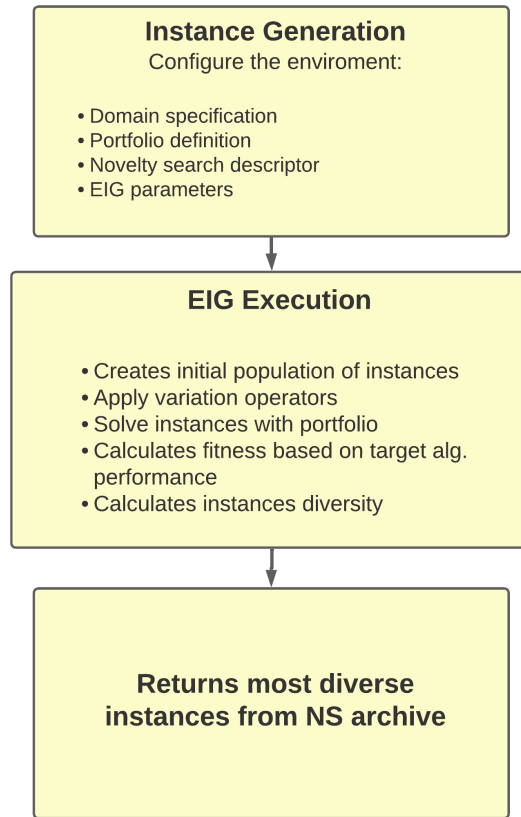 Instance Generation
Configure the enviroment:
• Domain specification
• Portfolio definition
• Novelty search descriptor
• EIG parameters
EIG Execution
• Creates initial population of instances
• Apply variation operators
• Solve instances with portfolio
• Calculates fitness based on target alg.
performance
• Calculates instances diversity
Returns most diverse
instances from NS archive